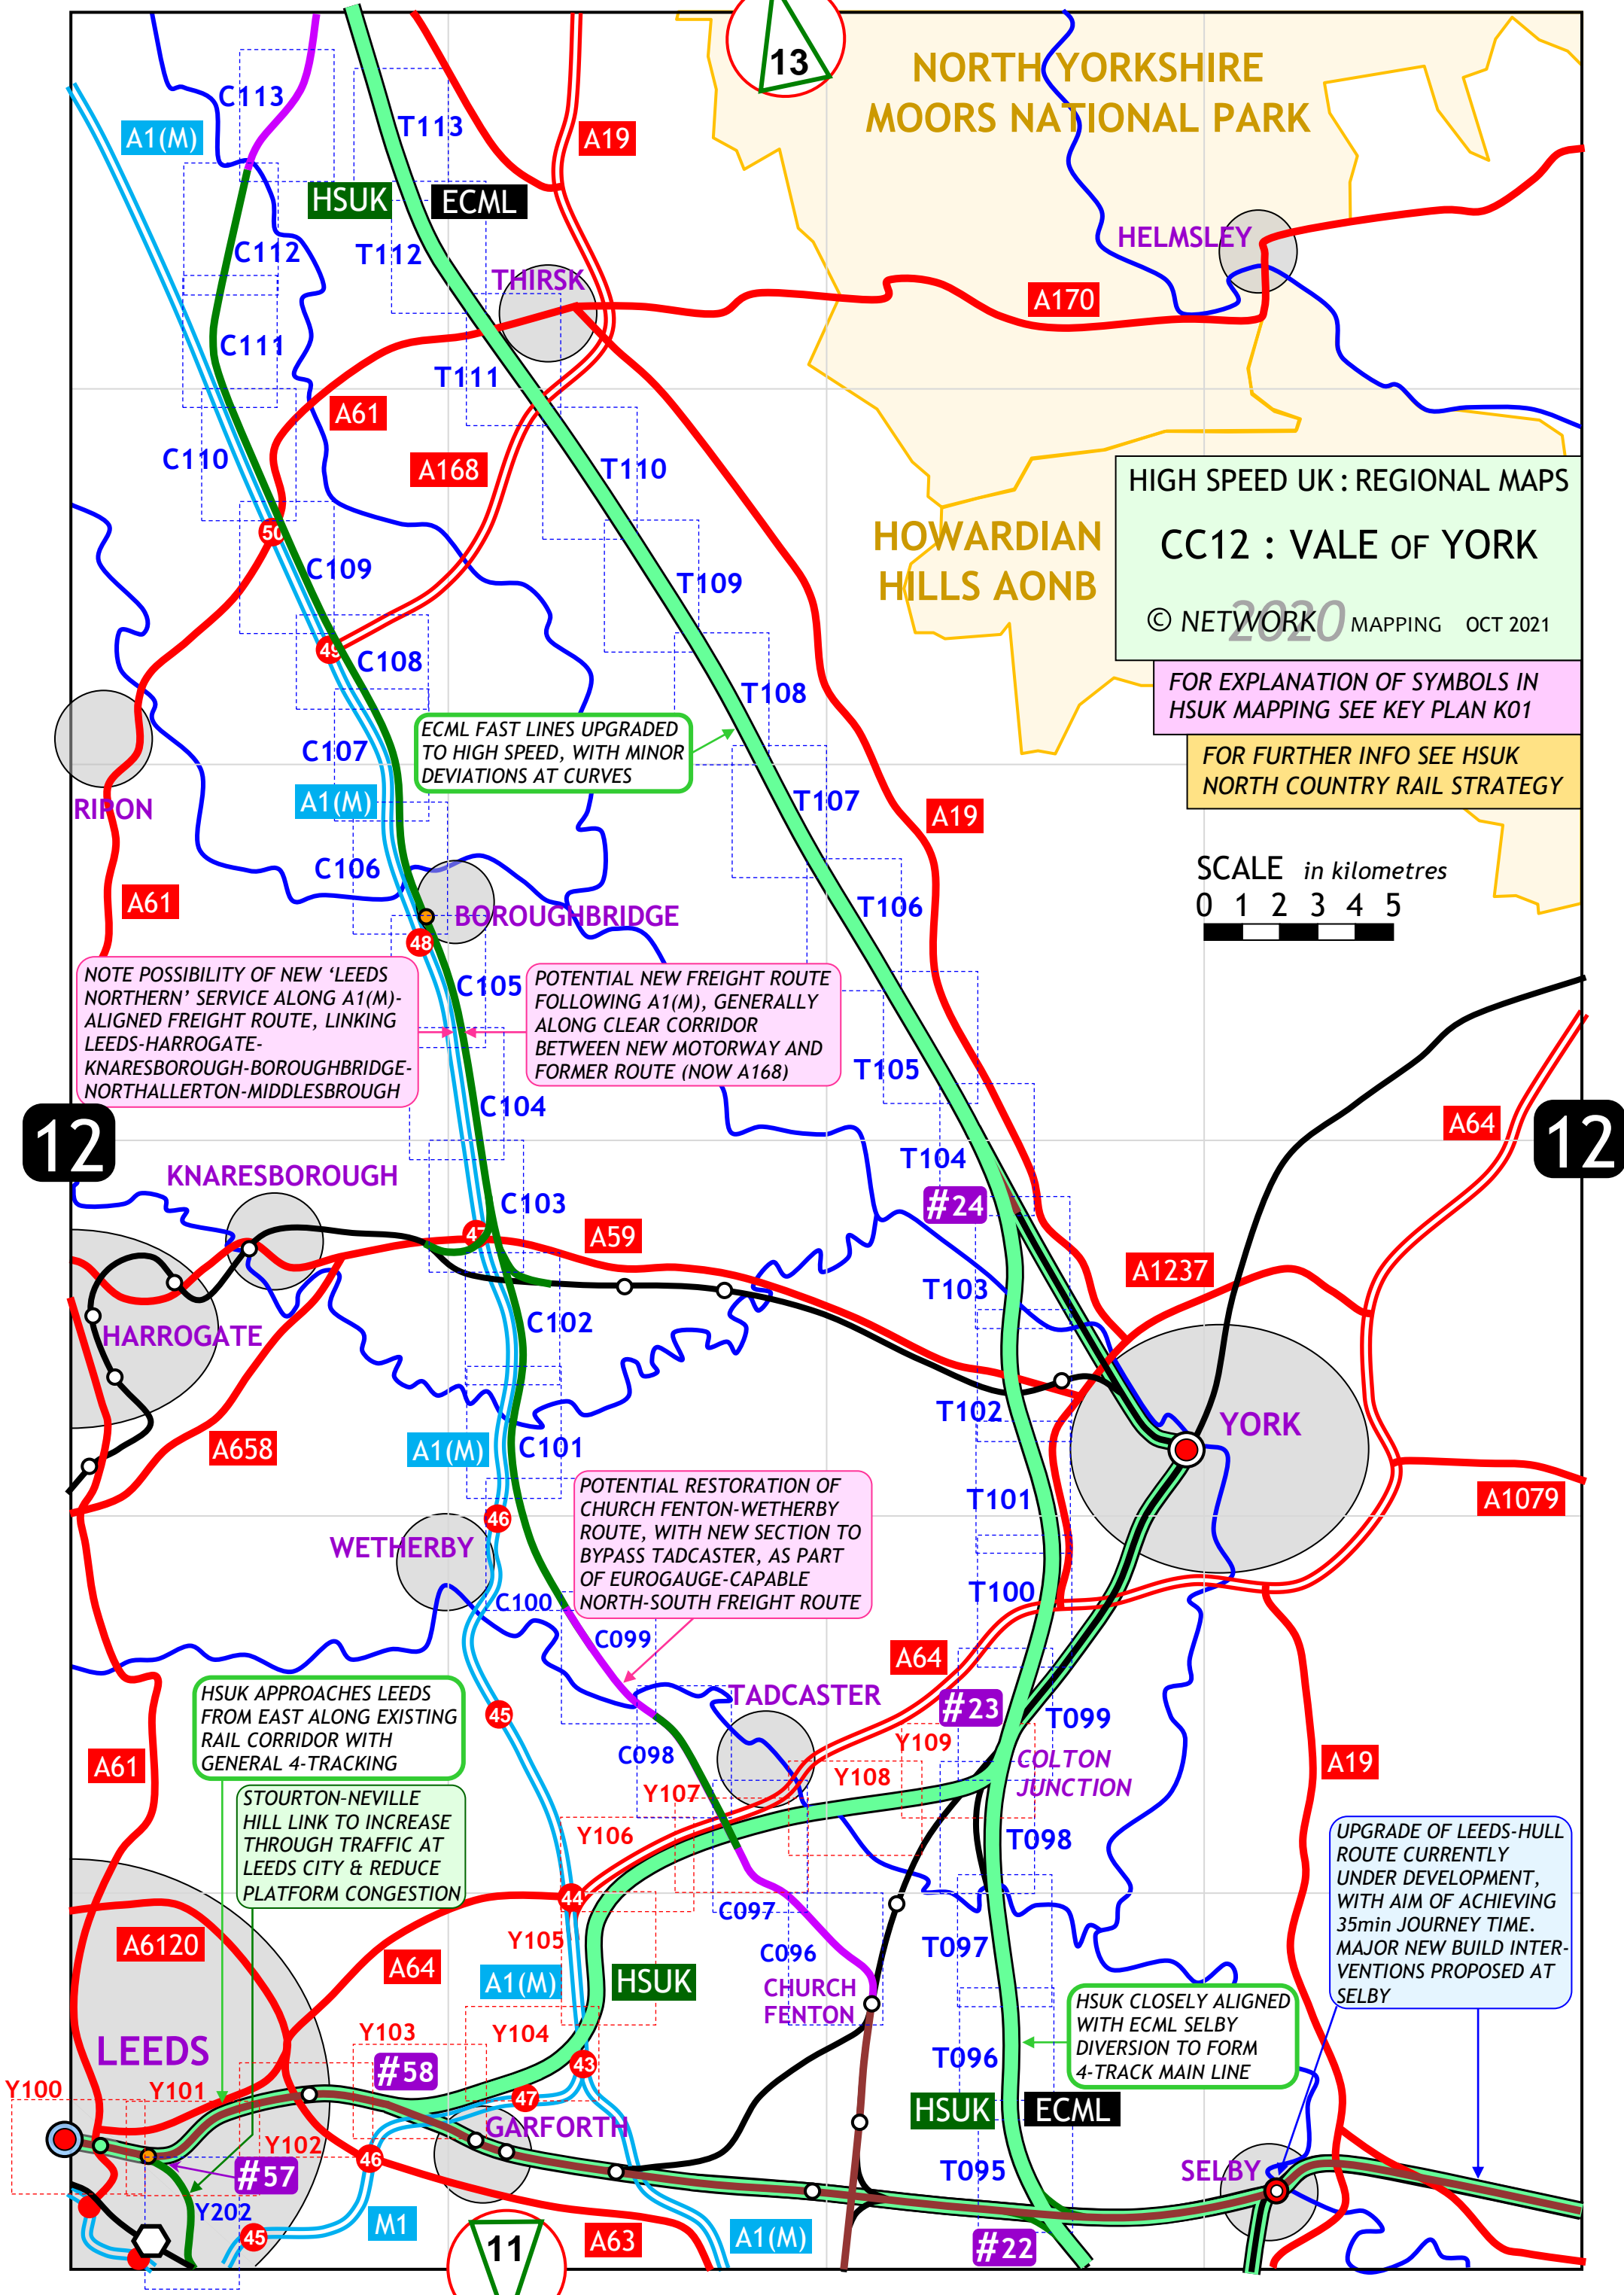 13
NORTH YORKSHIRE
MOORS NATIONAL PARK
C113
A1(M)
T113
A19
HSUK
ECML
C112
T112
THIRSK
HELMSLEY
A170
C111
T111
A61
C110
A168
T110
50
C109
T109
HOWARDIAN
HILLS AONB
HIGH SPEED UK : REGIONAL MAPS
CC12 : VALE OF YORK
© NETWORK 2020 MAPPING OCT 2021
FOR EXPLANATION OF SYMBOLS IN
HSUK MAPPING SEE KEY PLAN K01
FOR FURTHER INFO SEE HSUK
NORTH COUNTRY RAIL STRATEGY
49
C108
T108
ECML FAST LINES UPGRADED
TO HIGH SPEED, WITH MINOR
DEVIATIONS AT CURVES
C107
A1(M)
RIPON
T107
A19
SCALE in kilometres
0 1 2 3 4 5
C106
A61
BOROUGHBRIDGE
T106
48
NOTE POSSIBILITY OF NEW ‘LEEDS
NORTHERN’ SERVICE ALONG A1(M)-
ALIGNED FREIGHT ROUTE, LINKING
LEEDS-HARROGATE-
KNARESBOROUGH-BOROUGHBRIDGE-
NORTHALLERTON-MIDDLESBROUGH
C105
POTENTIAL NEW FREIGHT ROUTE
FOLLOWING A1(M), GENERALLY
ALONG CLEAR CORRIDOR
BETWEEN NEW MOTORWAY AND
FORMER ROUTE (NOW A168)
T105
C104
A64
12
12
T104
KNARESBOROUGH
C103
#24
47
A59
A1237
T103
C102
HARROGATE
T102
YORK
A658
A1(M)
C101
POTENTIAL RESTORATION OF
CHURCH FENTON-WETHERBY
ROUTE, WITH NEW SECTION TO
BYPASS TADCASTER, AS PART
OF EUROGAUGE-CAPABLE
NORTH-SOUTH FREIGHT ROUTE
T101
A1079
46
WETHERBY
C100
T100
C099
A64
HSUK APPROACHES LEEDS
FROM EAST ALONG EXISTING
RAIL CORRIDOR WITH
GENERAL 4-TRACKING
TADCASTER
#23
45
T099
C098
Y109
COLTON
JUNCTION
A61
A19
Y108
Y107
STOURTON-NEVILLE
HILL LINK TO INCREASE
THROUGH TRAFFIC AT
LEEDS CITY & REDUCE
PLATFORM CONGESTION
Y106
T098
UPGRADE OF LEEDS-HULL
ROUTE CURRENTLY
UNDER DEVELOPMENT,
WITH AIM OF ACHIEVING
35min JOURNEY TIME.
MAJOR NEW BUILD INTER-
VENTIONS PROPOSED AT
SELBY
44
C097
A6120
Y105
T097
C096
A64
A1(M)
HSUK
CHURCH
FENTON
HSUK CLOSELY ALIGNED
WITH ECML SELBY
DIVERSION TO FORM
4-TRACK MAIN LINE
LEEDS
Y103
Y104
T096
#58
43
Y100
Y101
47
HSUK
ECML
GARFORTH
Y102
46
#57
T095
SELBY
Y202
M1
45
A63
A1(M)
#22
11